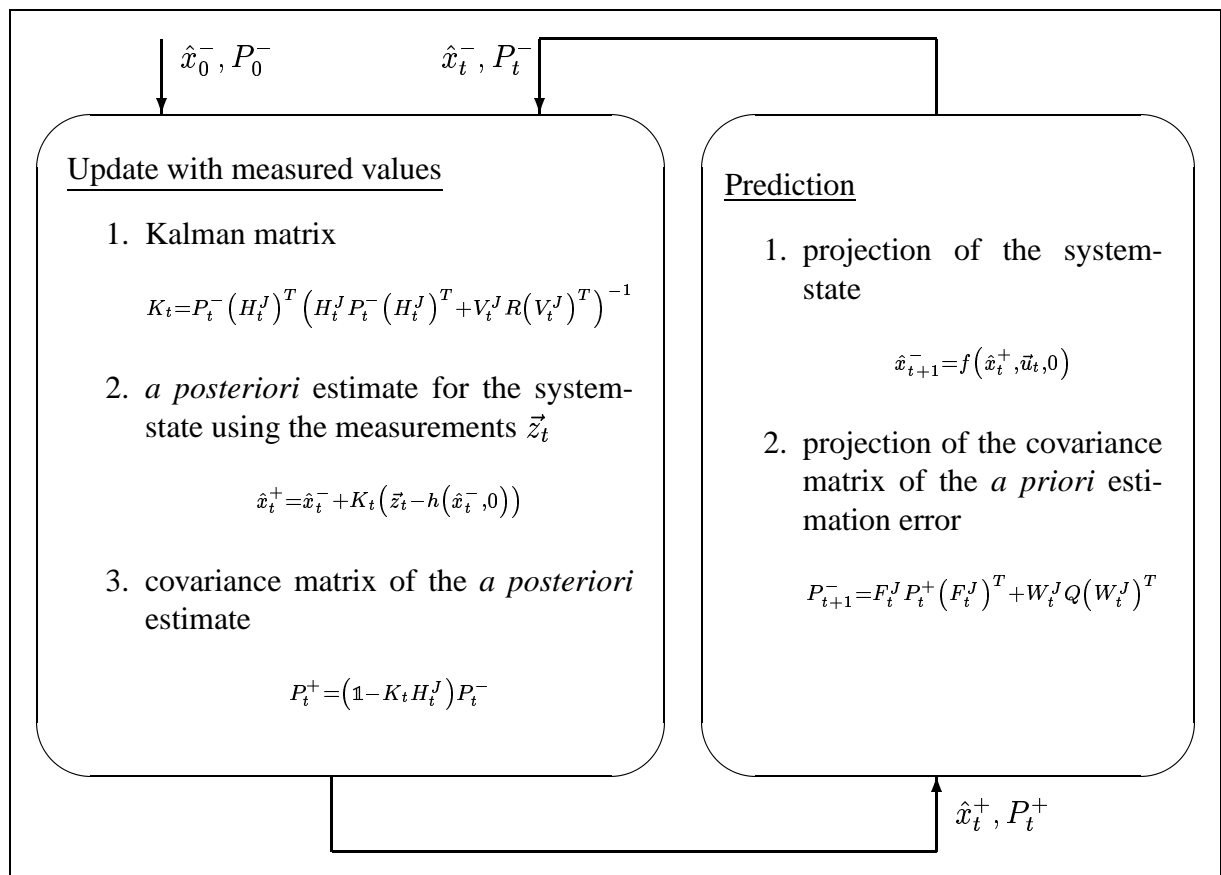 x̂₀⁻, P₀⁻
x̂ₜ⁻, Pₜ⁻
Update with measured values
1. Kalman matrix
Kₜ=Pₜ⁻(Hₜᴶ)ᵀ(HₜᴶPₜ⁻(Hₜᴶ)ᵀ+VₜᴶR(Vₜᴶ)ᵀ)⁻¹
2. a posteriori estimate for the system-
state using the measurements z⃗ₜ
x̂ₜ⁺=x̂ₜ⁻+Kₜ(z⃗ₜ−h(x̂ₜ⁻,0))
3. covariance matrix of the a posteriori
estimate
Pₜ⁺=(𝟙−KₜHₜᴶ)Pₜ⁻
Prediction
1. projection of the system-
state
x̂ₜ₊₁⁻=f(x̂ₜ⁺,u⃗ₜ,0)
2. projection of the covariance
matrix of the a priori esti-
mation error
Pₜ₊₁⁻=FₜᴶPₜ⁺(Fₜᴶ)ᵀ+WₜᴶQ(Wₜᴶ)ᵀ
x̂ₜ⁺, Pₜ⁺